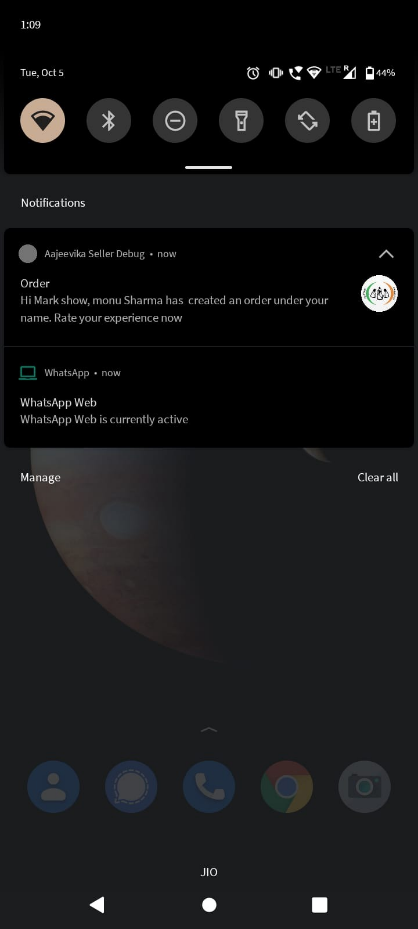 1:09
Tue, Oct 5
LTE R 44%
Notifications
Aajeevika Seller Debug • now
Order
Hi Mark show, monu Sharma has  created an order under your
name. Rate your experience now
WhatsApp • now
WhatsApp Web
WhatsApp Web is currently active
Manage Clear all
JIO